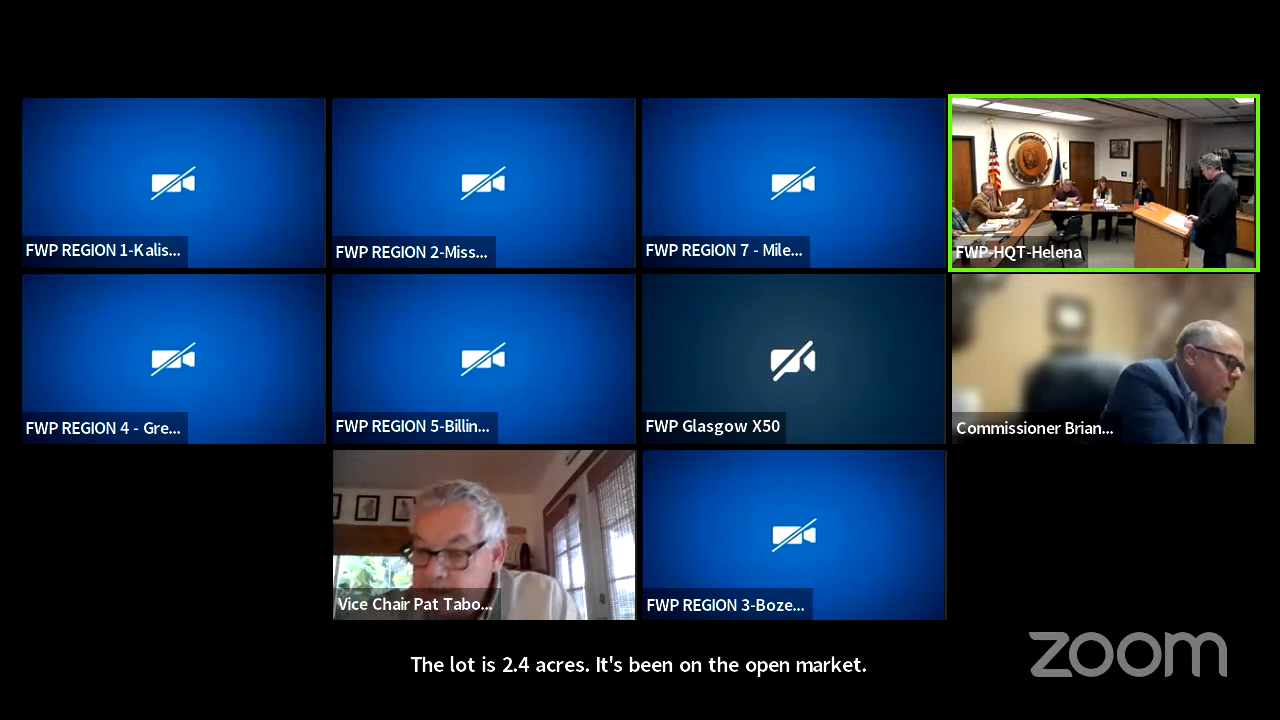 FWP REGION 1-Kalis...
FWP REGION 2-Miss...
FWP REGION 7 - Mile...
FWP-HQT-Helena
FWP REGION 4 - Gre...
FWP REGION 5-Billin...
FWP Glasgow X50
Commissioner Brian...
Vice Chair Pat Tabo...
FWP REGION 3-Boze...
The lot is 2.4 acres. It's been on the open market.
zoom